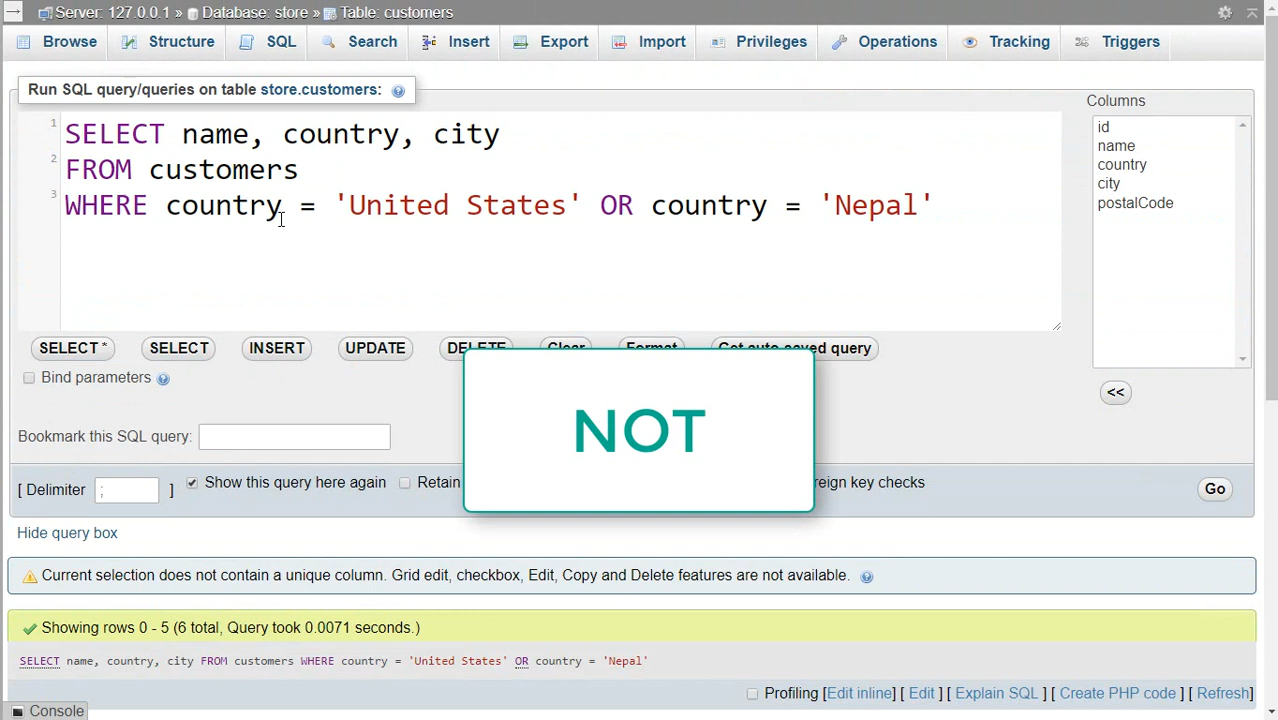 Server: 127.0.0.1 » Database: store » Table: customers
Browse Structure SQL Search Insert Export Import Privileges Operations Tracking Triggers
Run SQL query/queries on table store.customers:
Columns
1 SELECT name, country, city
2 FROM customers
3 WHERE country = 'United States' OR country = 'Nepal'
id
name
country
city
postalCode
SELECT * SELECT INSERT UPDATE DELETE Clear Format Get auto-saved query
<<
Bind parameters
NOT
Bookmark this SQL query:
[ Delimiter ; ] Show this query here again Retain reign key checks Go
Hide query box
Current selection does not contain a unique column. Grid edit, checkbox, Edit, Copy and Delete features are not available.
Showing rows 0 - 5 (6 total, Query took 0.0071 seconds.)
SELECT name, country, city FROM customers WHERE country = 'United States' OR country = 'Nepal'
Profiling [Edit inline] [ Edit ] [ Explain SQL ] [ Create PHP code ] [ Refresh]
Console